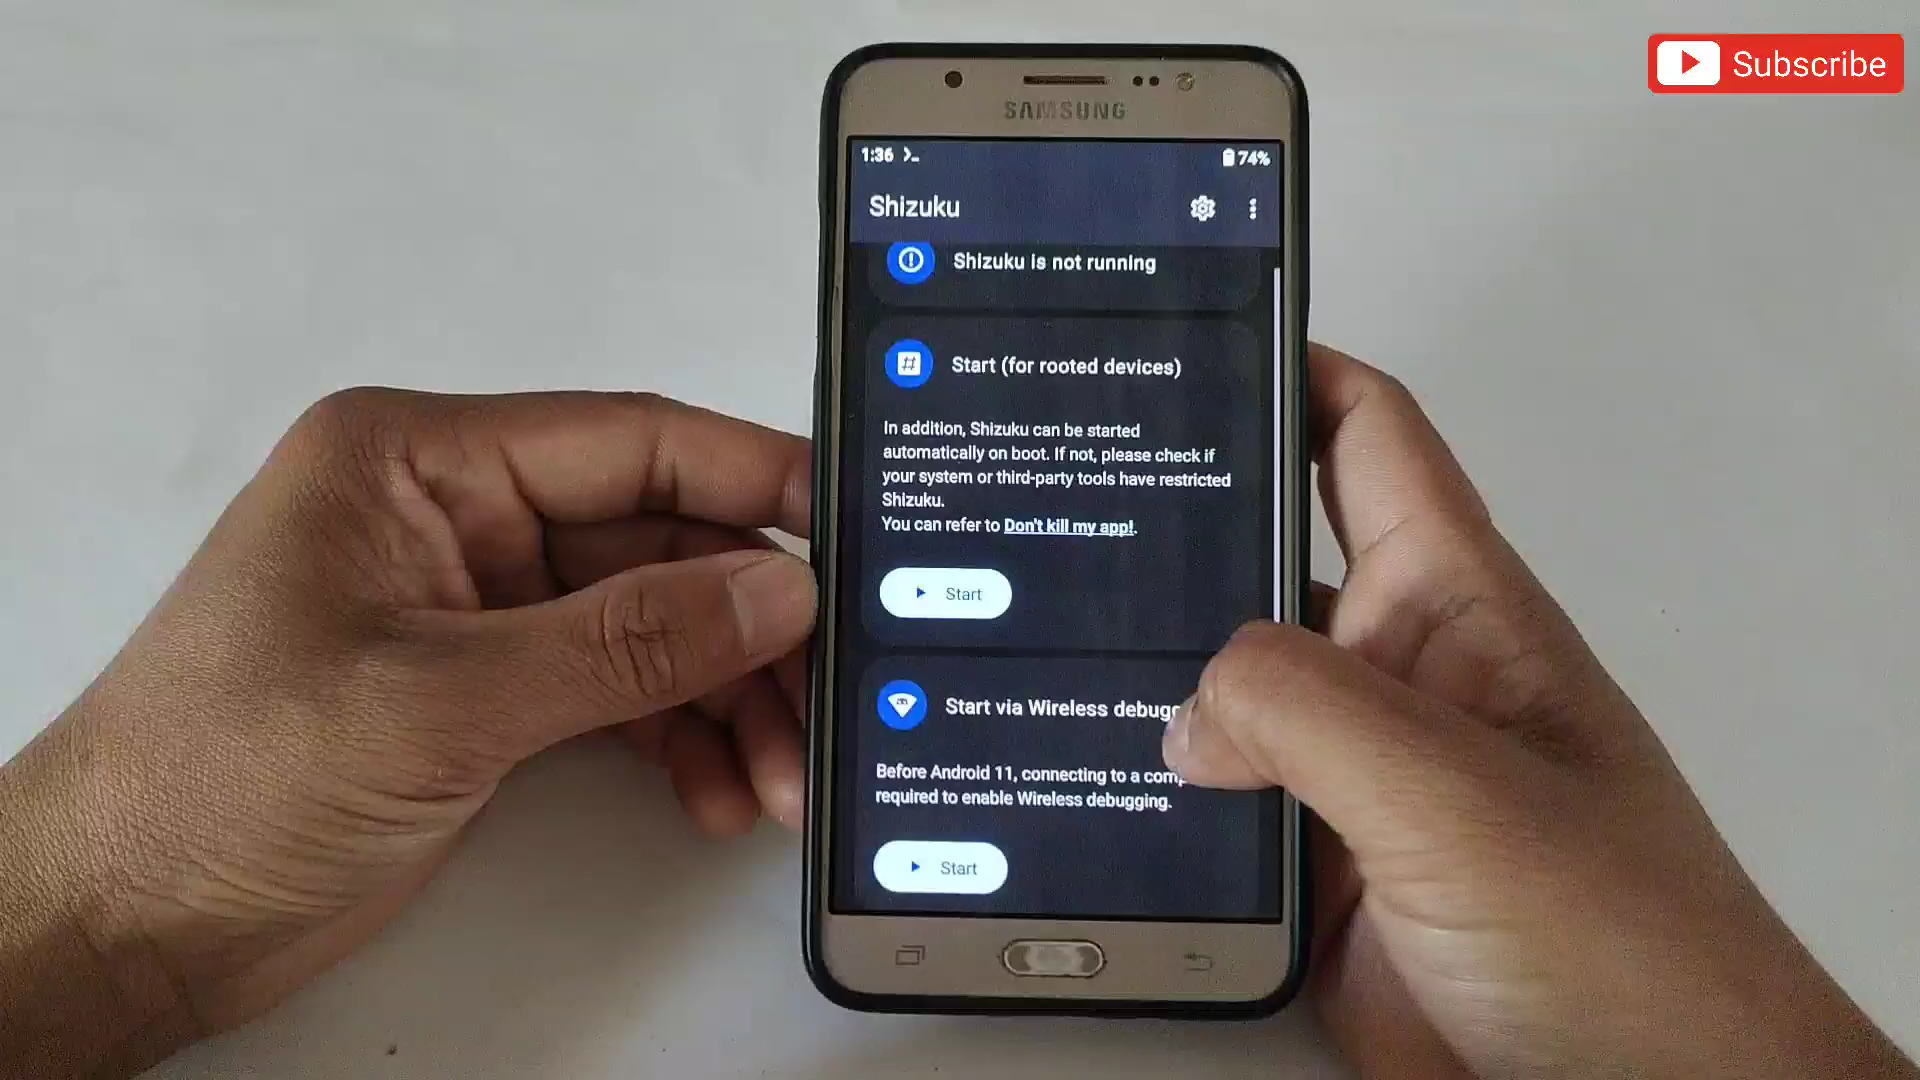 Subscribe
SAMSUNG
1:36
74%
Shizuku
Shizuku is not running
Start (for rooted devices)
In addition, Shizuku can be started
automatically on boot. If not, please check if
your system or third-party tools have restricted
Shizuku.
You can refer to Don't kill my app!.
Start
Start via Wireless
Before Android 11, connecting to a
required to enable Wireless debugging.
Start